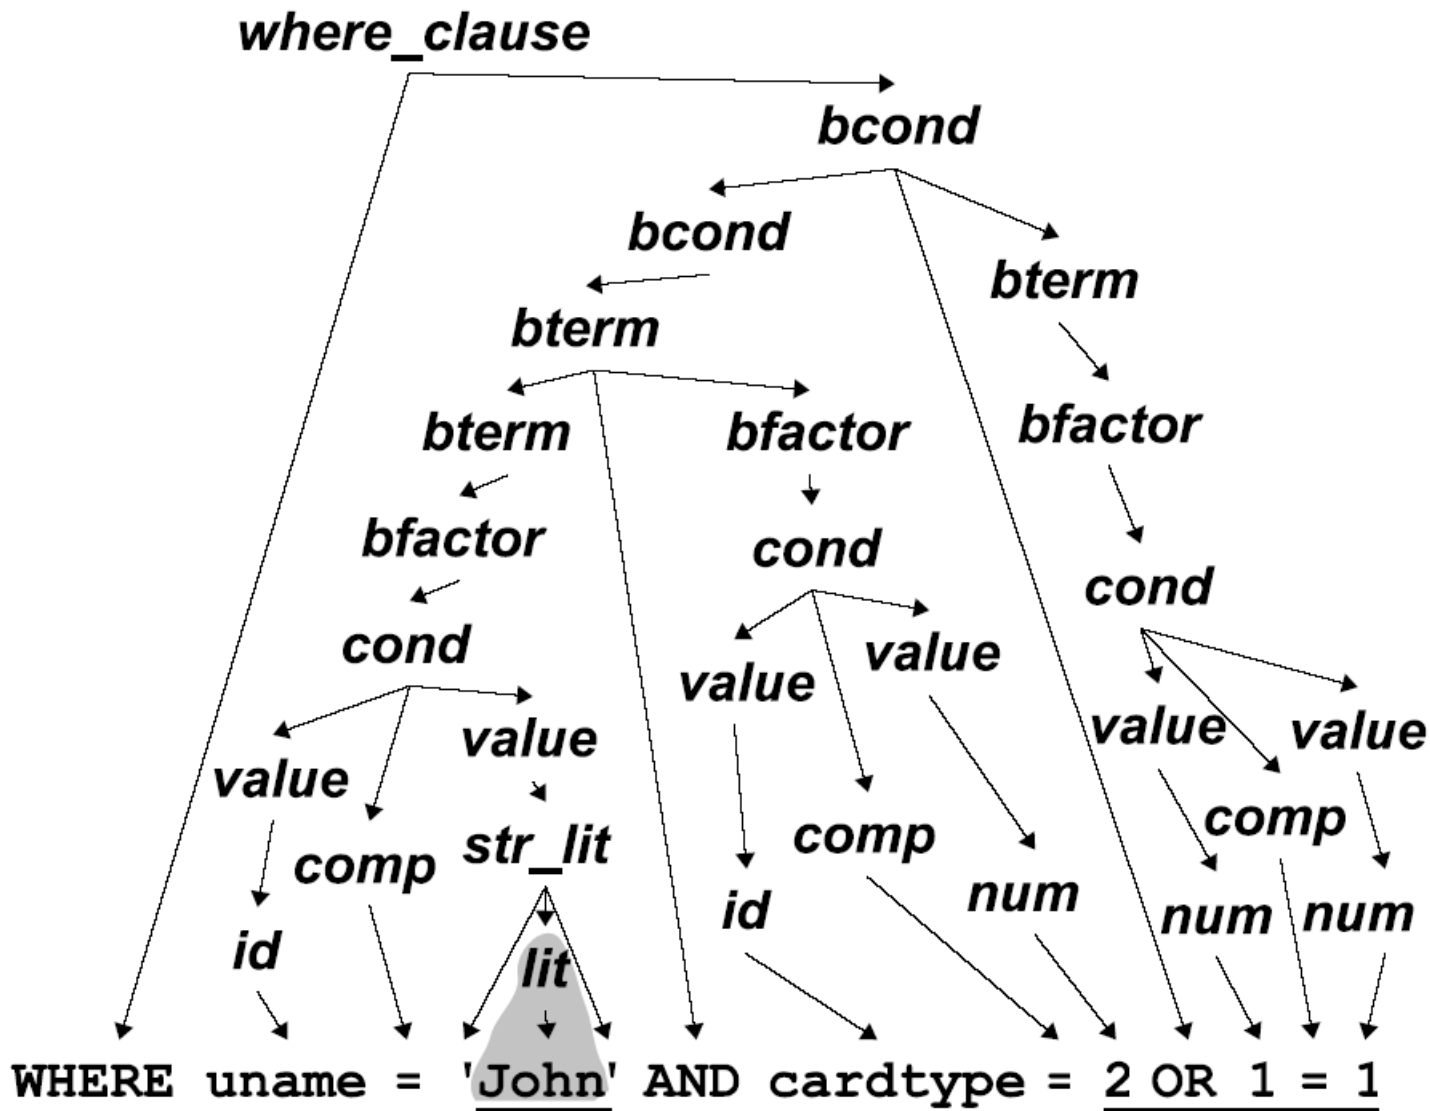 where_clause
bcond
bcond
bterm
bterm
bterm bfactor bfactor
bfactor cond
cond
cond value
value
value value value
value
str_lit comp
comp comp
id num num num
id
lit
WHERE uname = 'John' AND cardtype = 2 OR 1 = 1